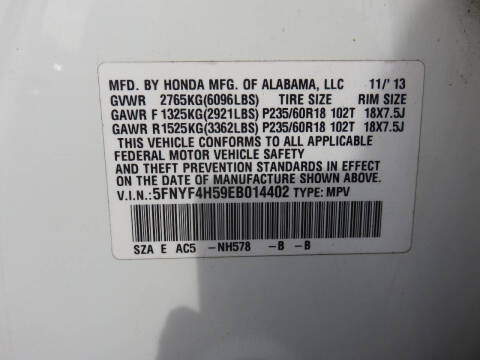 MFD. BY HONDA MFG. OF ALABAMA, LLC 11/'13
GVWR 2765KG(6096LBS) TIRE SIZE RIM SIZE
GAWR F 1325KG(2921LBS) P235/60R18 102T 18X7.5J
GAWR R1525KG(3362LBS) P235/60R18 102T 18X7.5J
THIS VEHICLE CONFORMS TO ALL APPLICABLE
FEDERAL MOTOR VEHICLE SAFETY
AND THEFT PREVENTION STANDARDS IN EFFECT
ON THE DATE OF MANUFACTURE SHOWN ABOVE.
V.I.N.:5FNYF4H59EB014402 TYPE: MPV
SZA E AC5 -NH578 -B -B